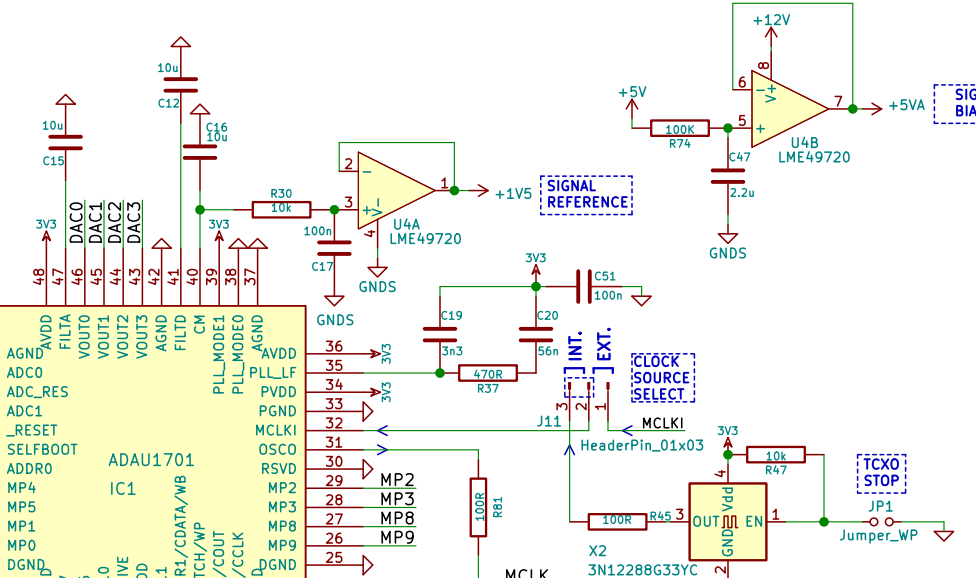 +12V
8
6
V+
7
+5VA
5
U4B
LME49720
SIG
BIA
+5V
100K
R74
C47
2.2u
GNDS
10u
C12
C16
10u
10u
C15
2
1
+1V5
3
V-
4
U4A
LME49720
GNDS
SIGNAL
REFERENCE
R30
10k
100n
C17
GNDS
3V3
DAC0
DAC1
DAC2
DAC3
3V3
48
47
46
45
44
43
42
41
40
39
38
37
AVDD
FILTA
VOUT0
VOUT1
VOUT2
VOUT3
AGND
FILTD
CM
PLL_MODE1
PLL_MODE0
AGND
3V3
C51
100n
C19
3n3
C20
56n
470R
R37
AGND
ADC0
ADC_RES
ADC1
_RESET
SELFBOOT
ADDR0
MP4
MP5
MP1
MP0
DGND
ADAU1701
IC1
AVDD 36 3V3
PLL_LF 35
PVDD 34 3V3
PGND 33
MCLKI 32
OSCO 31
RSVD 30
MP2 29 MP2
MP3 28 MP3
MP8 27 MP8
MP9 26 MP9
DGND 25
R1/CDATA/WB
TCH/WP
/COUT
/CCLK
INT.
EXT.
CLOCK
SOURCE
SELECT
3
2
1
J11
MCLKI
HeaderPin_01x03
100R
R81
MCLK
100R
R45
3V3
4
10k
R47
3
OUT
Vdd
EN
1
GND
2
X2
3N12288G33YC
TCXO
STOP
JP1
Jumper_WP